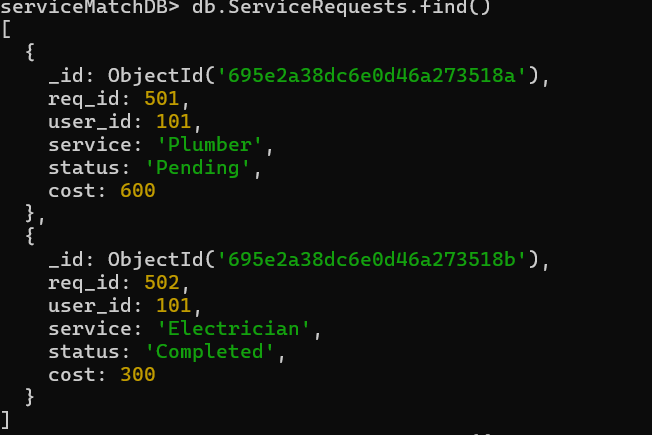 serviceMatchDB> db.ServiceRequests.find()
[
  {
    _id: ObjectId('695e2a38dc6e0d46a273518a'),
    req_id: 501,
    user_id: 101,
    service: 'Plumber',
    status: 'Pending',
    cost: 600
  },
  {
    _id: ObjectId('695e2a38dc6e0d46a273518b'),
    req_id: 502,
    user_id: 101,
    service: 'Electrician',
    status: 'Completed',
    cost: 300
  }
]